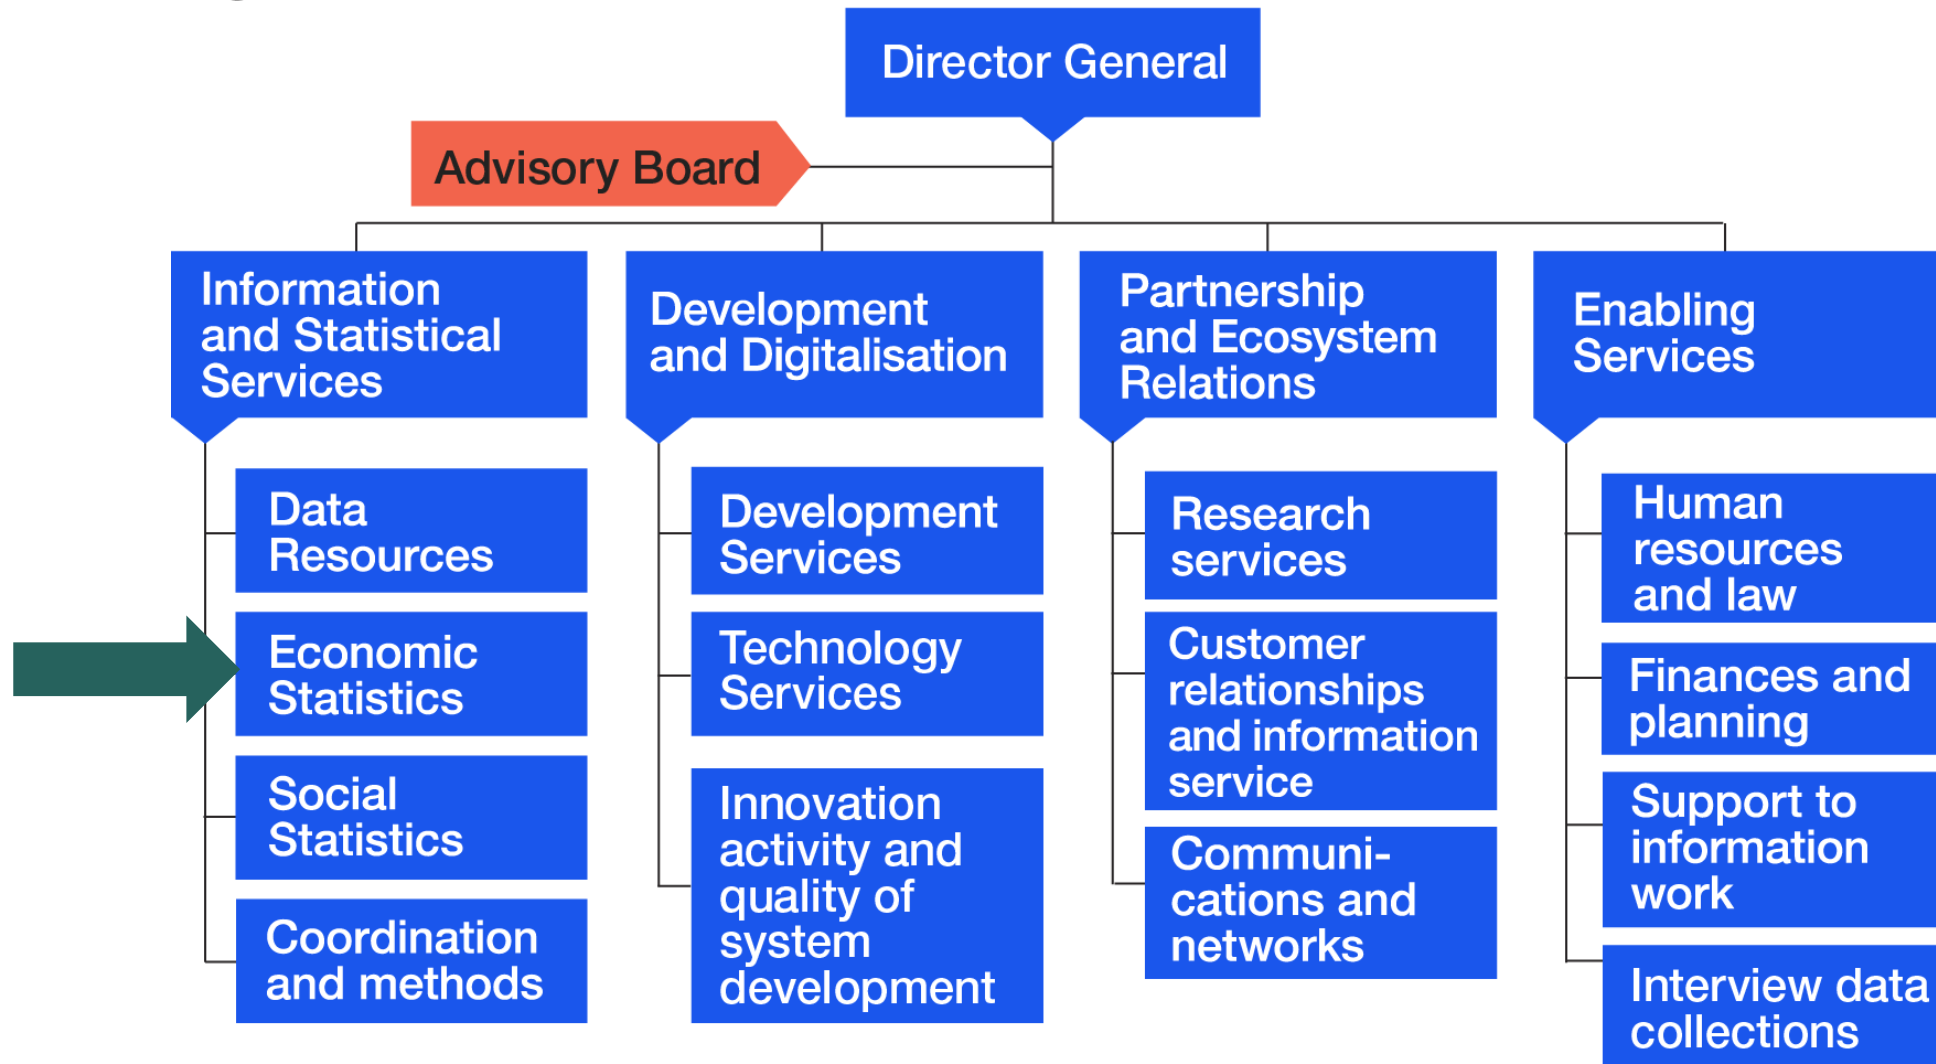 Director General
Advisory Board
Information
and Statistical
Services
Data
Resources
Economic
Statistics
Social
Statistics
Coordination
and methods
Development
and Digitalisation
Development
Services
Technology
Services
Innovation
activity and
quality of
system
development
Partnership
and Ecosystem
Relations
Research
services
Customer
relationships
and information
service
Communi-
cations and
networks
Enabling
Services
Human
resources
and law
Finances and
planning
Support to
information
work
Interview data
collections